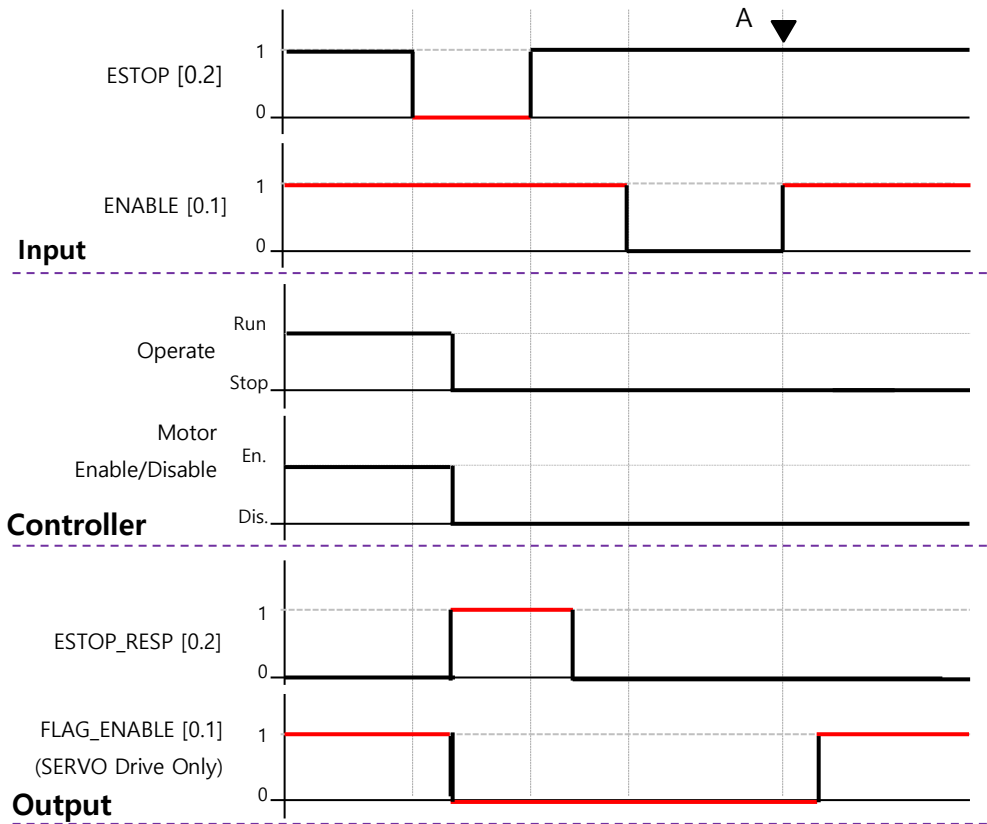 A
1
ESTOP [0.2]
0
1
ENABLE [0.1]
0
Input
Run
Operate
Stop
Motor
Enable/Disable
En.
Dis.
Controller
1
ESTOP_RESP [0.2]
0
FLAG_ENABLE [0.1]
1
(SERVO Drive Only)
0
Output